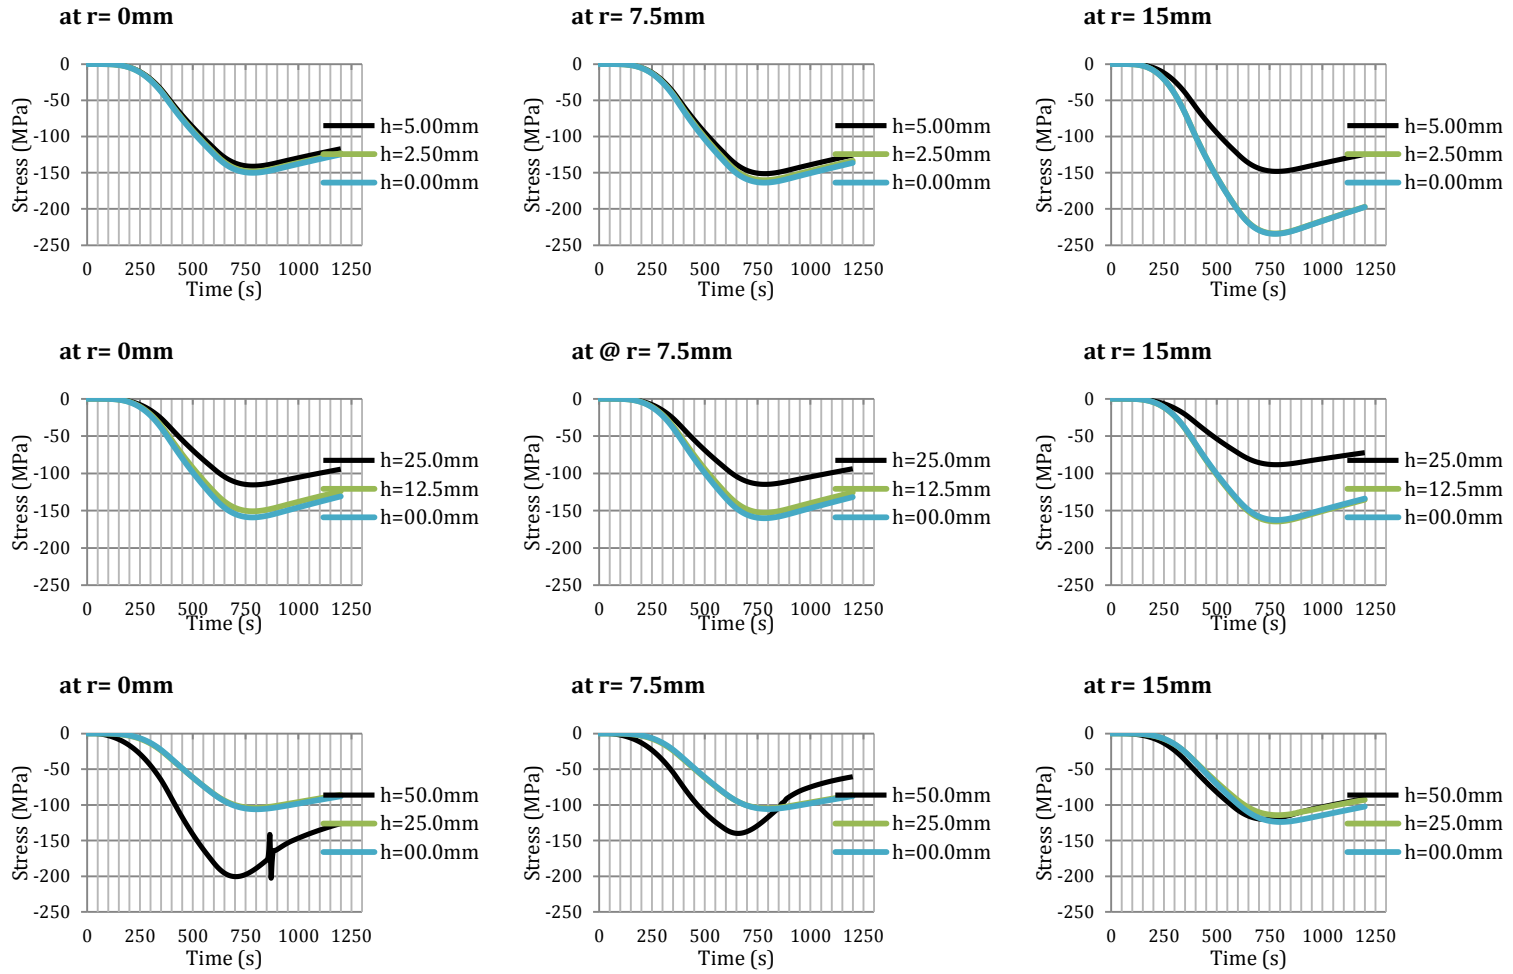 at r= 0mm
0
-50
-100
-150
-200
-250
Stress (MPa)
0 250 500 750 1000 1250
Time (s)
h=5.00mm
h=2.50mm
h=0.00mm
at r= 7.5mm
0
-50
-100
-150
-200
-250
Stress (MPa)
0 250 500 750 1000 1250
Time (s)
h=5.00mm
h=2.50mm
h=0.00mm
at r= 15mm
0
-50
-100
-150
-200
-250
Stress (MPa)
0 250 500 750 1000 1250
Time (s)
h=5.00mm
h=2.50mm
h=0.00mm
at r= 0mm
0
-50
-100
-150
-200
-250
Stress (MPa)
0 250 500 750 1000 1250
Time (s)
h=25.0mm
h=12.5mm
h=00.0mm
at @ r= 7.5mm
0
-50
-100
-150
-200
-250
Stress (MPa)
0 250 500 750 1000 1250
Time (s)
h=25.0mm
h=12.5mm
h=00.0mm
at r= 15mm
0
-50
-100
-150
-200
-250
Stress (MPa)
0 250 500 750 1000 1250
Time (s)
h=25.0mm
h=12.5mm
h=00.0mm
at r= 0mm
0
-50
-100
-150
-200
-250
Stress (MPa)
0 250 500 750 1000 1250
Time (s)
h=50.0mm
h=25.0mm
h=00.0mm
at r= 7.5mm
0
-50
-100
-150
-200
-250
Stress (MPa)
0 250 500 750 1000 1250
Time (s)
h=50.0mm
h=25.0mm
h=00.0mm
at r= 15mm
0
-50
-100
-150
-200
-250
Stress (MPa)
0 250 500 750 1000 1250
Time (s)
h=50.0mm
h=25.0mm
h=00.0mm